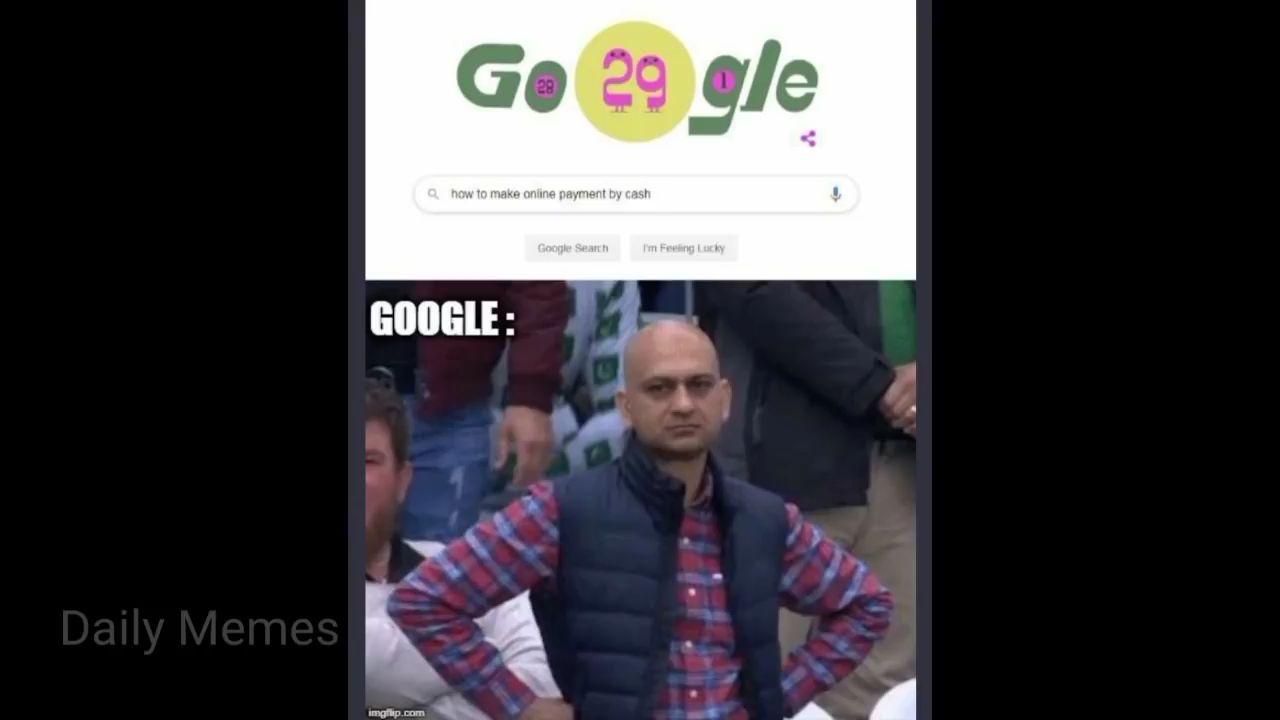 Go 28 29 1 gle
how to make online payment by cash
Google Search I'm Feeling Lucky
GOOGLE :
Daily Memes
imgflip.com